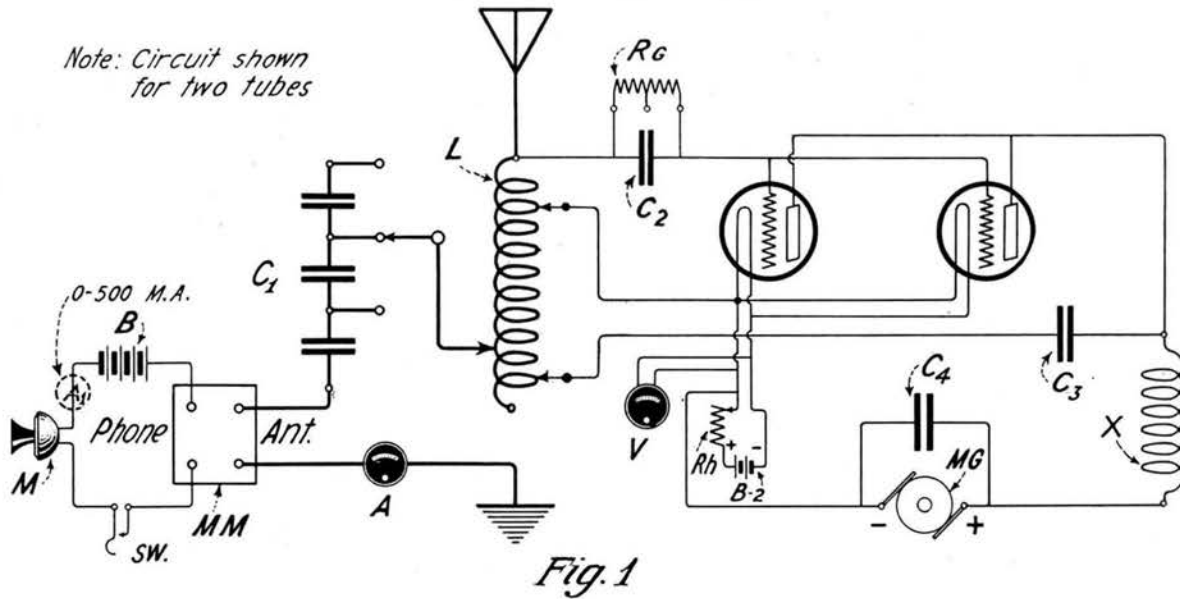 Note: Circuit shown
for two tubes
RG
L
C2
C1
0-500 M.A.
B
A1
Phone
Ant.
M
MM
SW.
A
V
Rh
+
-
B-2
C4
C3
X
MG
-
+
Fig. 1